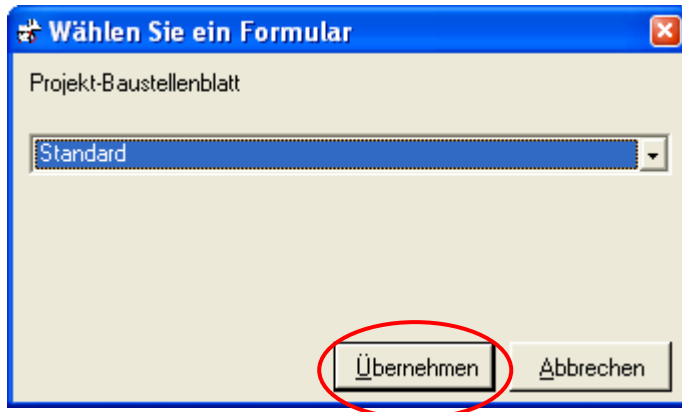 Wählen Sie ein Formular
Projekt-Baustellenblatt
Standard
Übernehmen
Abbrechen